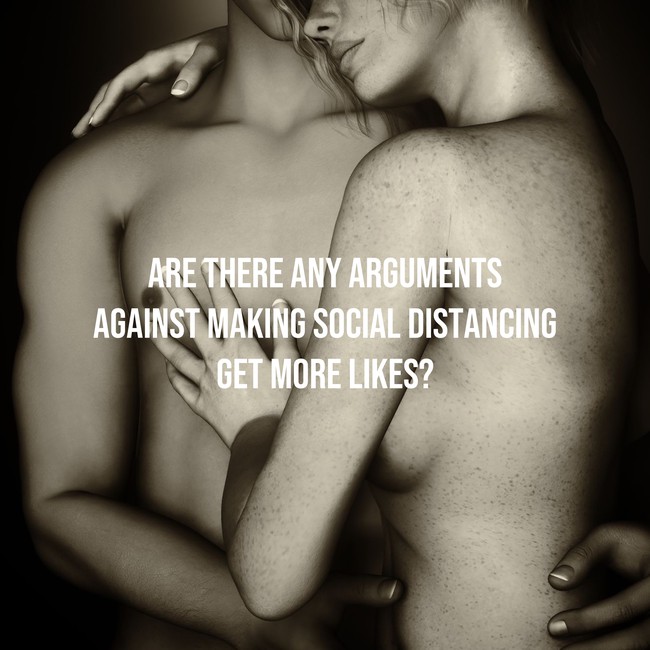 ARE THERE ANY ARGUMENTS
AGAINST MAKING SOCIAL DISTANCING
GET MORE LIKES?